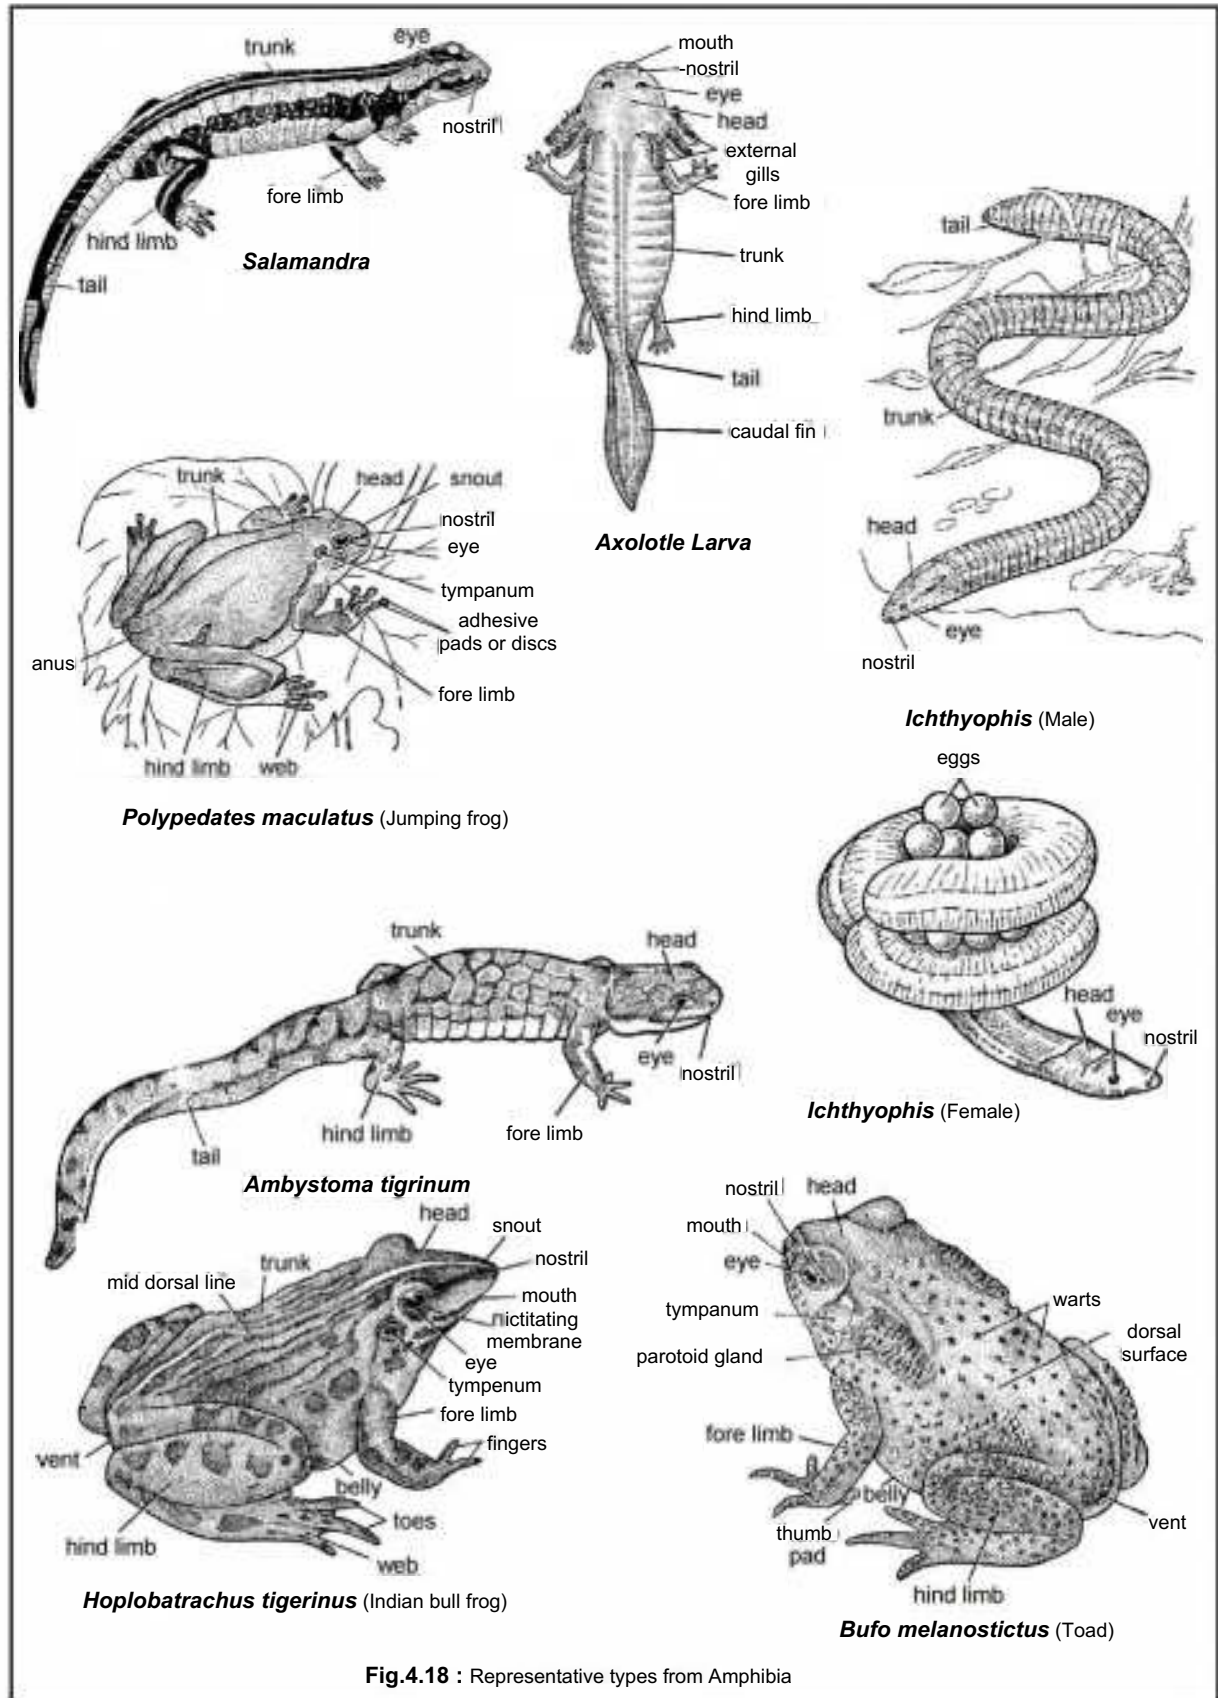 eye
trunk
nostril
fore limb
hind limb
tail
Salamandra
mouth
-nostril
eye
head
external
gills
fore limb
trunk
hind limb
tail
caudal fin
Axolotle Larva
tail
trunk
head
eye
nostril
Ichthyophis (Male)
trunk
head
snout
nostril
eye
tympanum
adhesive
pads or discs
anus
fore limb
hind limb
web
Polypedates maculatus (Jumping frog)
eggs
head
eye
nostril
Ichthyophis (Female)
trunk
head
eye
nostril
hind limb
fore limb
tail
Ambystoma tigrinum
head
snout
nostril
trunk
mid dorsal line
mouth
nictitating
membrane
eye
tympenum
fore limb
fingers
vent
belly
toes
hind limb
web
Hoplobatrachus tigerinus (Indian bull frog)
nostril
head
mouth
eye
tympanum
warts
dorsal
surface
parotoid gland
fore limb
belly
thumb
pad
vent
hind limb
Bufo melanostictus (Toad)
Fig.4.18 : Representative types from Amphibia